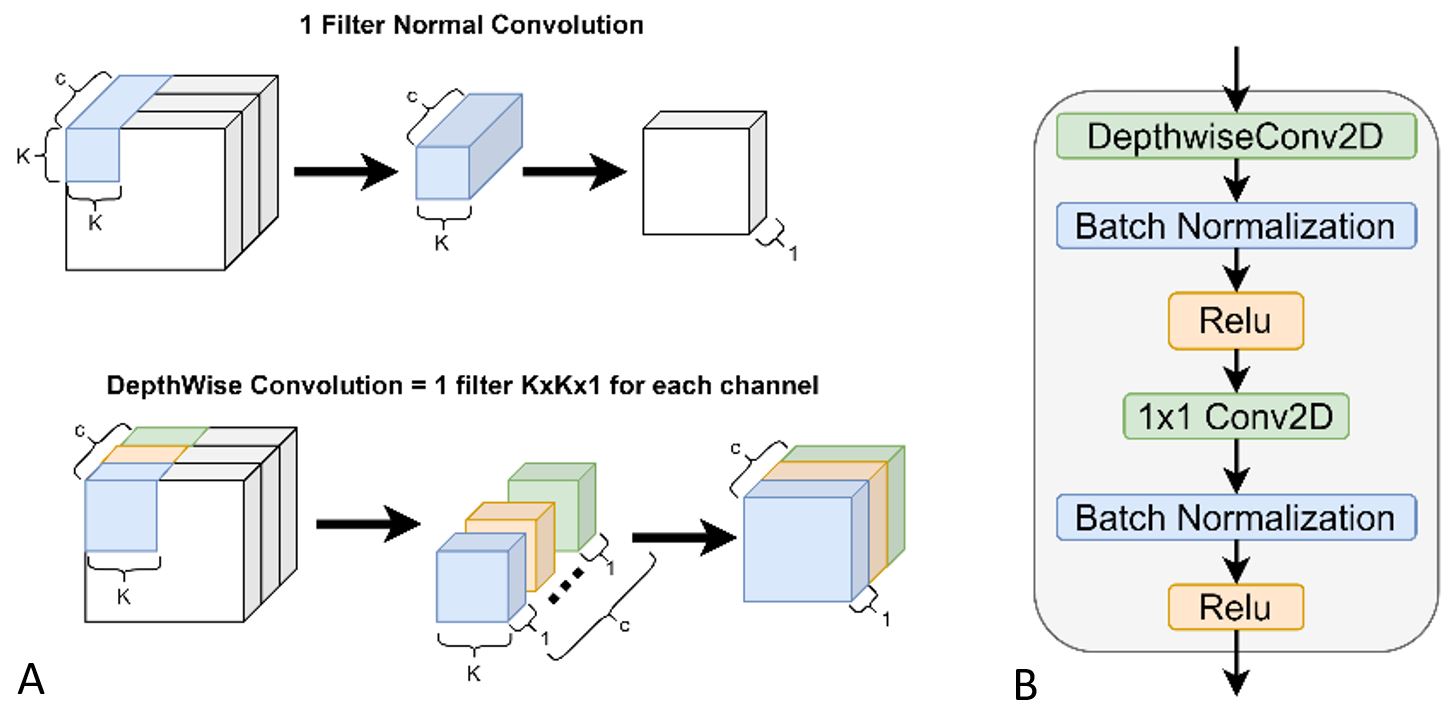 1 Filter Normal Convolution
c
K
K
c
K
1
DepthWise Convolution = 1 filter KxKx1 for each channel
c
K
K
1
c
1
c
1
A
DepthwiseConv2D
Batch Normalization
Relu
1x1 Conv2D
Batch Normalization
Relu
B